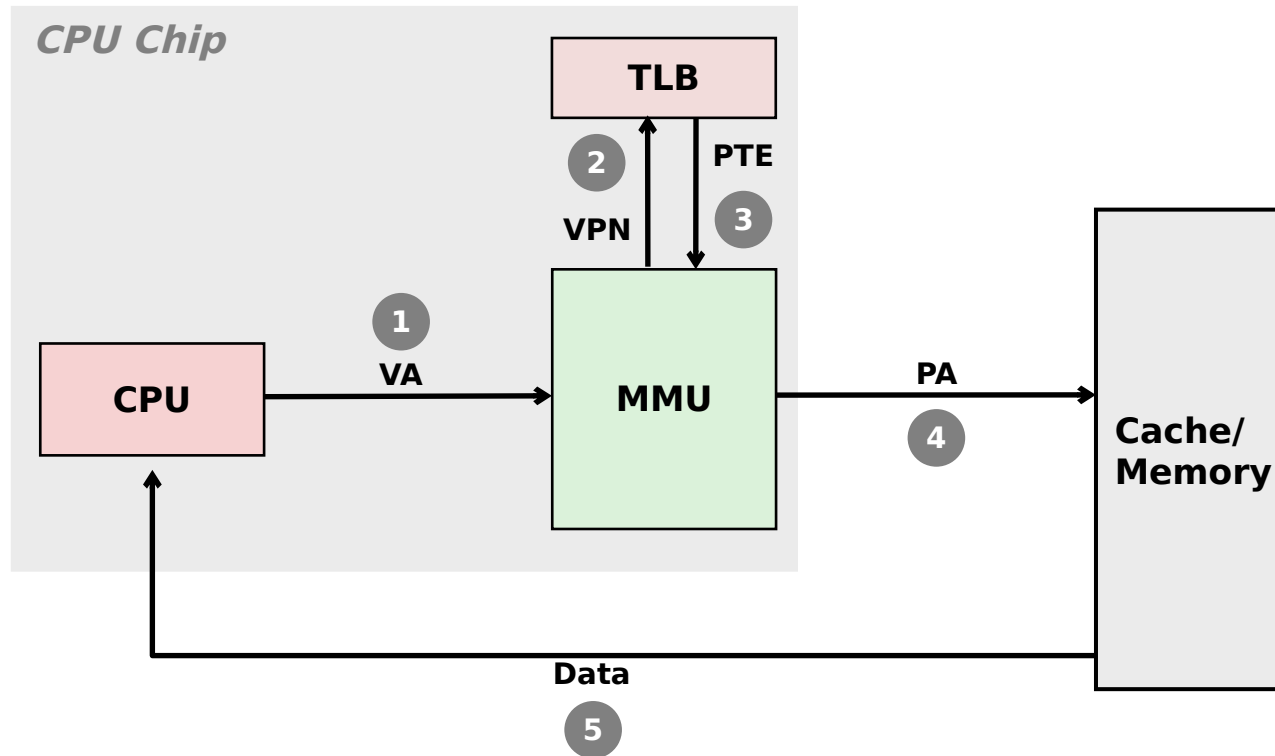 CPU Chip
TLB
2
PTE
3
VPN
1
VA
CPU
MMU
PA
4
Cache/
Memory
Data
5